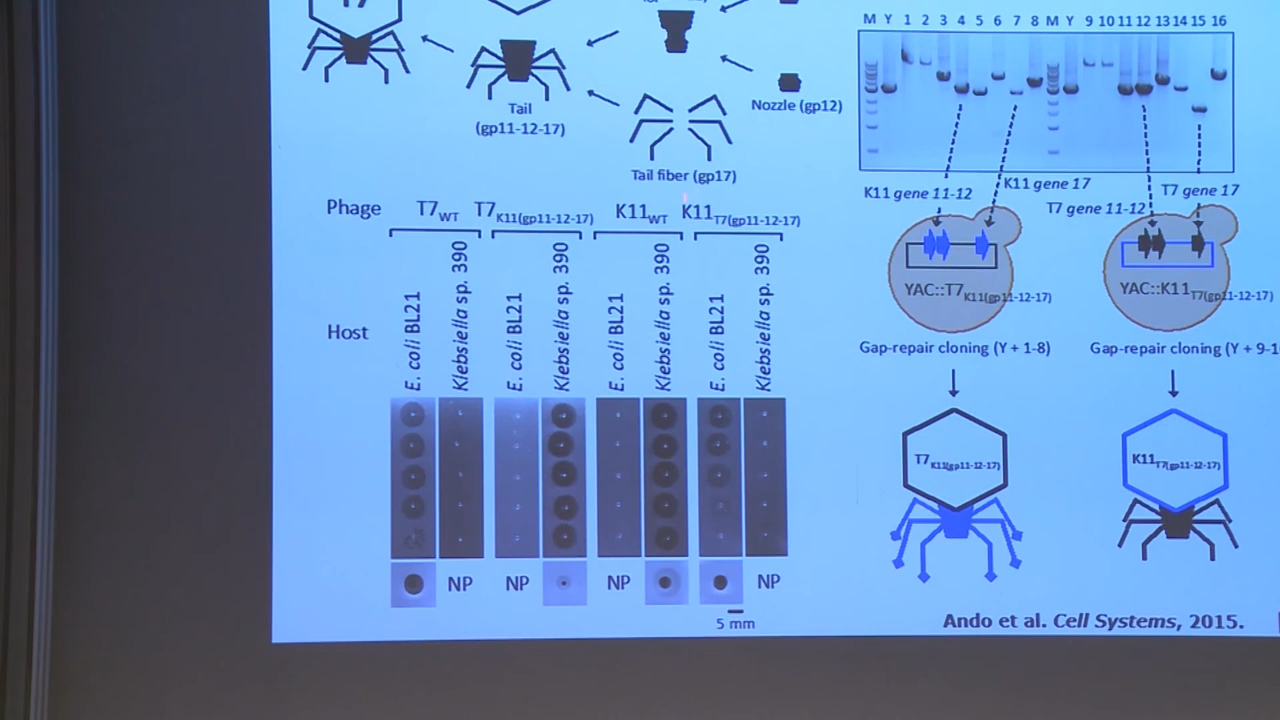 T7
Tail
(gp11-12-17)
Nozzle (gp12)
Tail fiber (gp17)
M Y 1 2 3 4 5 6 7 8 M Y 9 10 11 12 13 14 15 16
K11 gene 11-12
K11 gene 17
T7 gene 11-12
T7 gene 17
YAC::T7K11(gp11-12-17)
YAC::K11T7(gp11-12-17)
Gap-repair cloning (Y + 1-8)
Gap-repair cloning (Y + 9-1
T7K11(gp11-12-17)
K11T7(gp11-12-17)
Phage
T7WT
T7K11(gp11-12-17)
K11WT
K11T7(gp11-12-17)
Host
E. coli BL21
Klebsiella sp. 390
E. coli BL21
Klebsiella sp. 390
E. coli BL21
Klebsiella sp. 390
E. coli BL21
Klebsiella sp. 390
NP
NP
NP
NP
5 mm
Ando et al. Cell Systems, 2015.